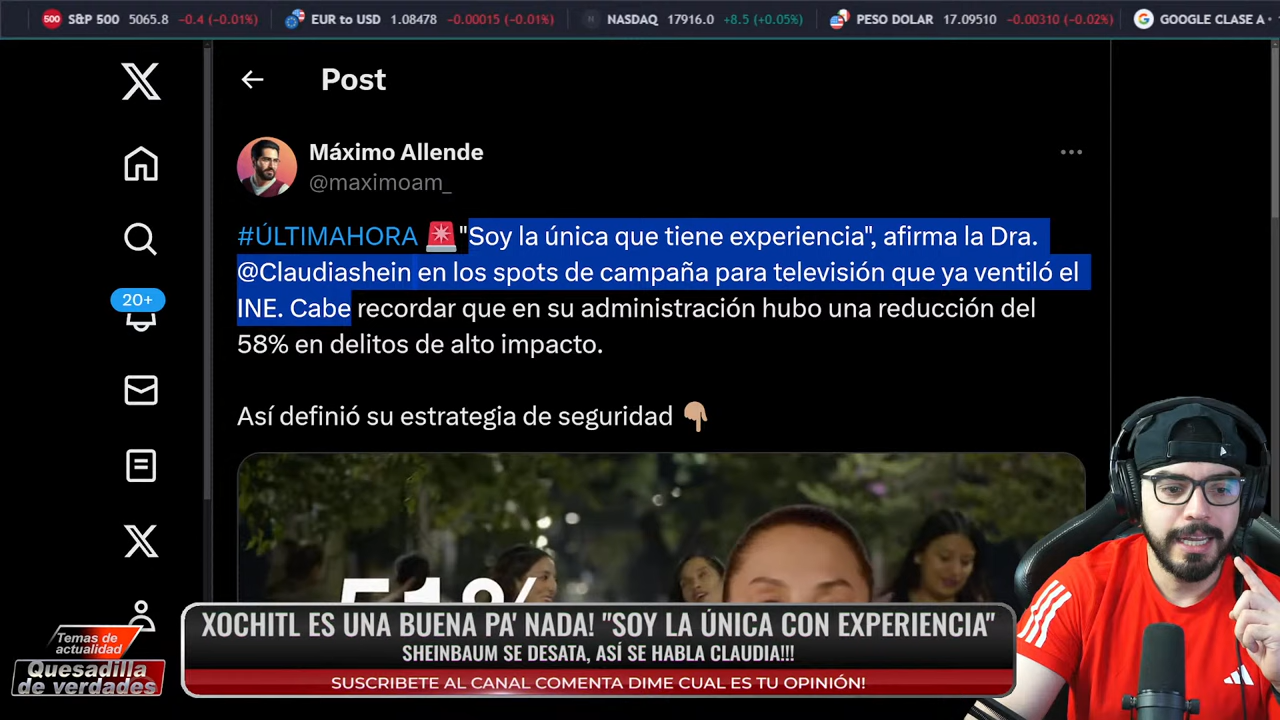 500 S&P 500 5065.8 −0.4 (−0.01%) EUR to USD 1.08478 −0.00015 (−0.01%) H NASDAQ 17916.0 +8.5 (+0.05%) PESO DOLAR 17.09510 −0.00310 (−0.02%) GOOGLE CLASE A
Post
Máximo Allende
@maximoam_
#ÚLTIMAHORA 🚨"Soy la única que tiene experiencia", afirma la Dra.
@Claudiashein en los spots de campaña para televisión que ya ventiló el
INE. Cabe recordar que en su administración hubo una reducción del
58% en delitos de alto impacto.
Así definió su estrategia de seguridad 👇🏼
20+
51%
XOCHITL ES UNA BUENA PA' NADA! "SOY LA ÚNICA CON EXPERIENCIA"
SHEINBAUM SE DESATA, ASÍ SE HABLA CLAUDIA!!!
SUSCRIBETE AL CANAL COMENTA DIME CUAL ES TU OPINIÓN!
Temas de
actualidad
Quesadilla
de verdades